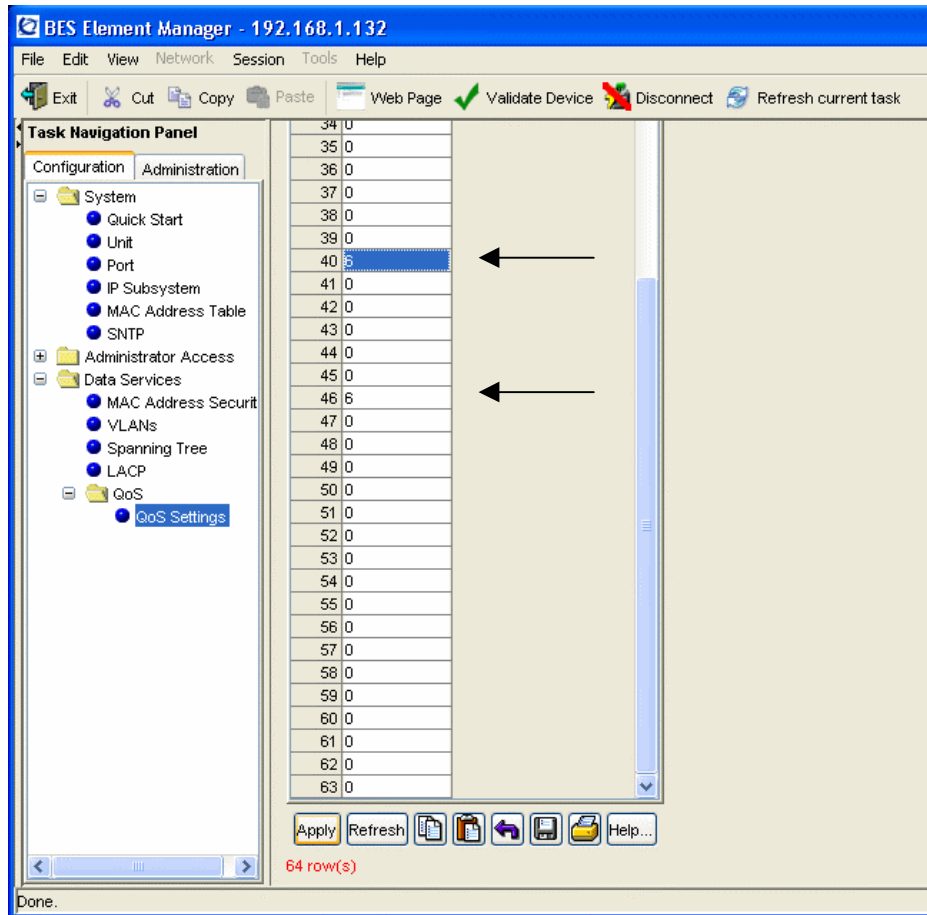 BES Element Manager - 192.168.1.132
File Edit View Network Session Tools Help
Exit Cut Copy Paste Web Page Validate Device Disconnect Refresh current task
Task Navigation Panel
Configuration Administration
System
Quick Start
Unit
Port
IP Subsystem
MAC Address Table
SNTP
Administrator Access
Data Services
MAC Address Securit
VLANs
Spanning Tree
LACP
QoS
QoS Settings
34 0
35 0
36 0
37 0
38 0
39 0
40 6
41 0
42 0
43 0
44 0
45 0
46 6
47 0
48 0
49 0
50 0
51 0
52 0
53 0
54 0
55 0
56 0
57 0
58 0
59 0
60 0
61 0
62 0
63 0
Apply Refresh Help...
64 row(s)
Done.